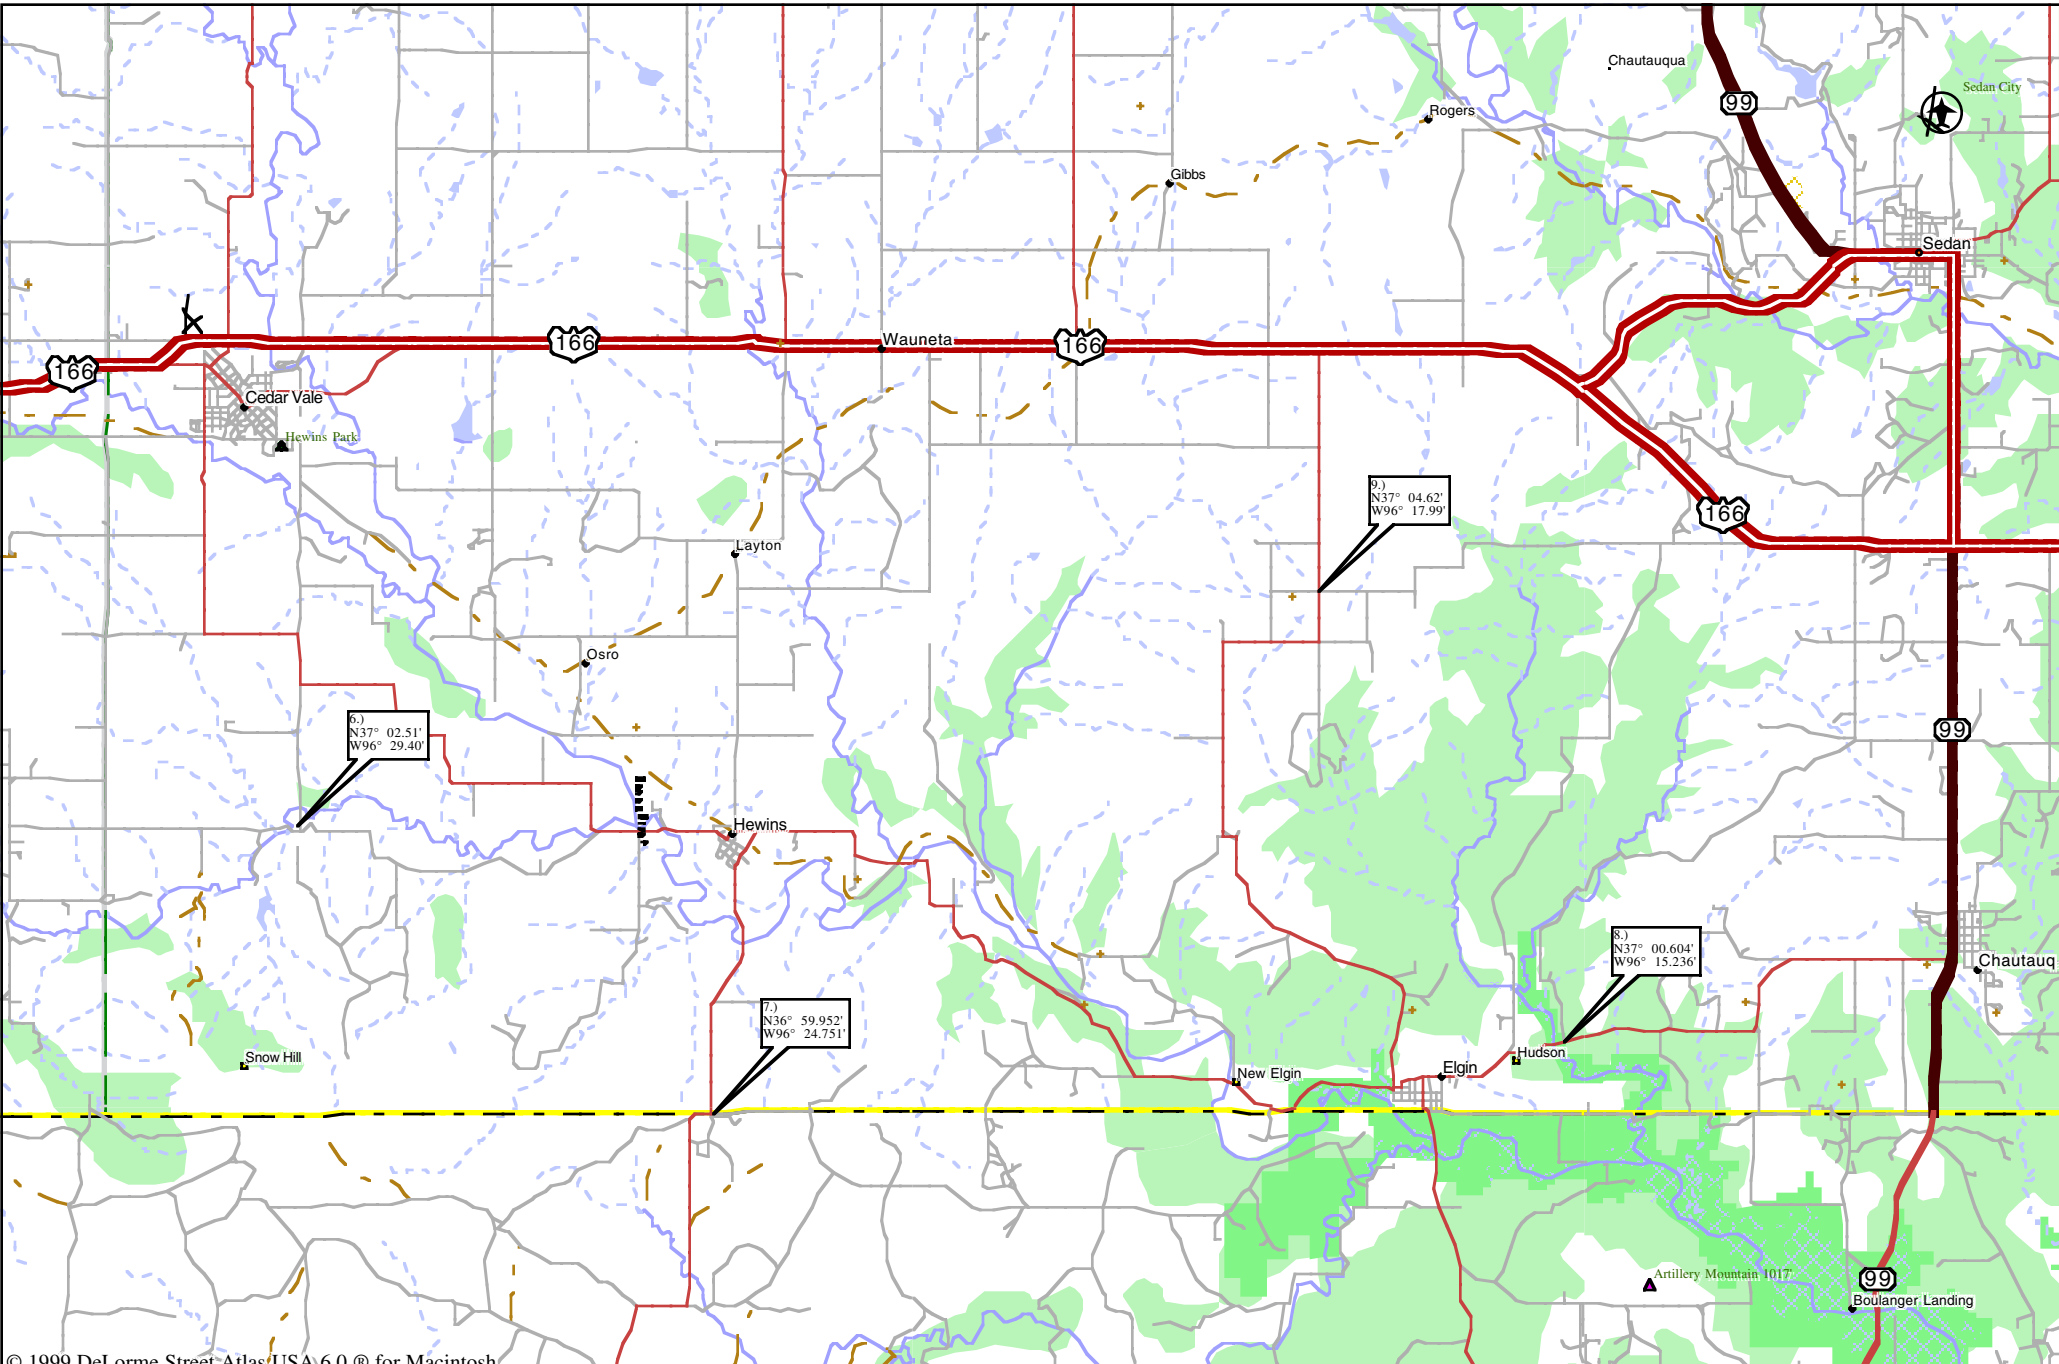 Chautauqua
Sedan City
99
Rogers
Gibbs
Sedan
166
166
Wauneta
166
166
Cedar Vale
Hewins Park
9.)
N37° 04.62'
W96° 17.99'
Layton
Osro
6.)
N37° 02.51'
W96° 29.40'
99
Hewins
8.)
N37° 00.604'
W96° 15.236'
Chautauq
7.)
N36° 59.952'
W96° 24.751'
Snow Hill
New Elgin
Elgin
Hudson
Artillery Mountain 1017'
99
Boulanger Landing
© 1999 DeLorme Street Atlas USA 6.0 ® for Macintosh